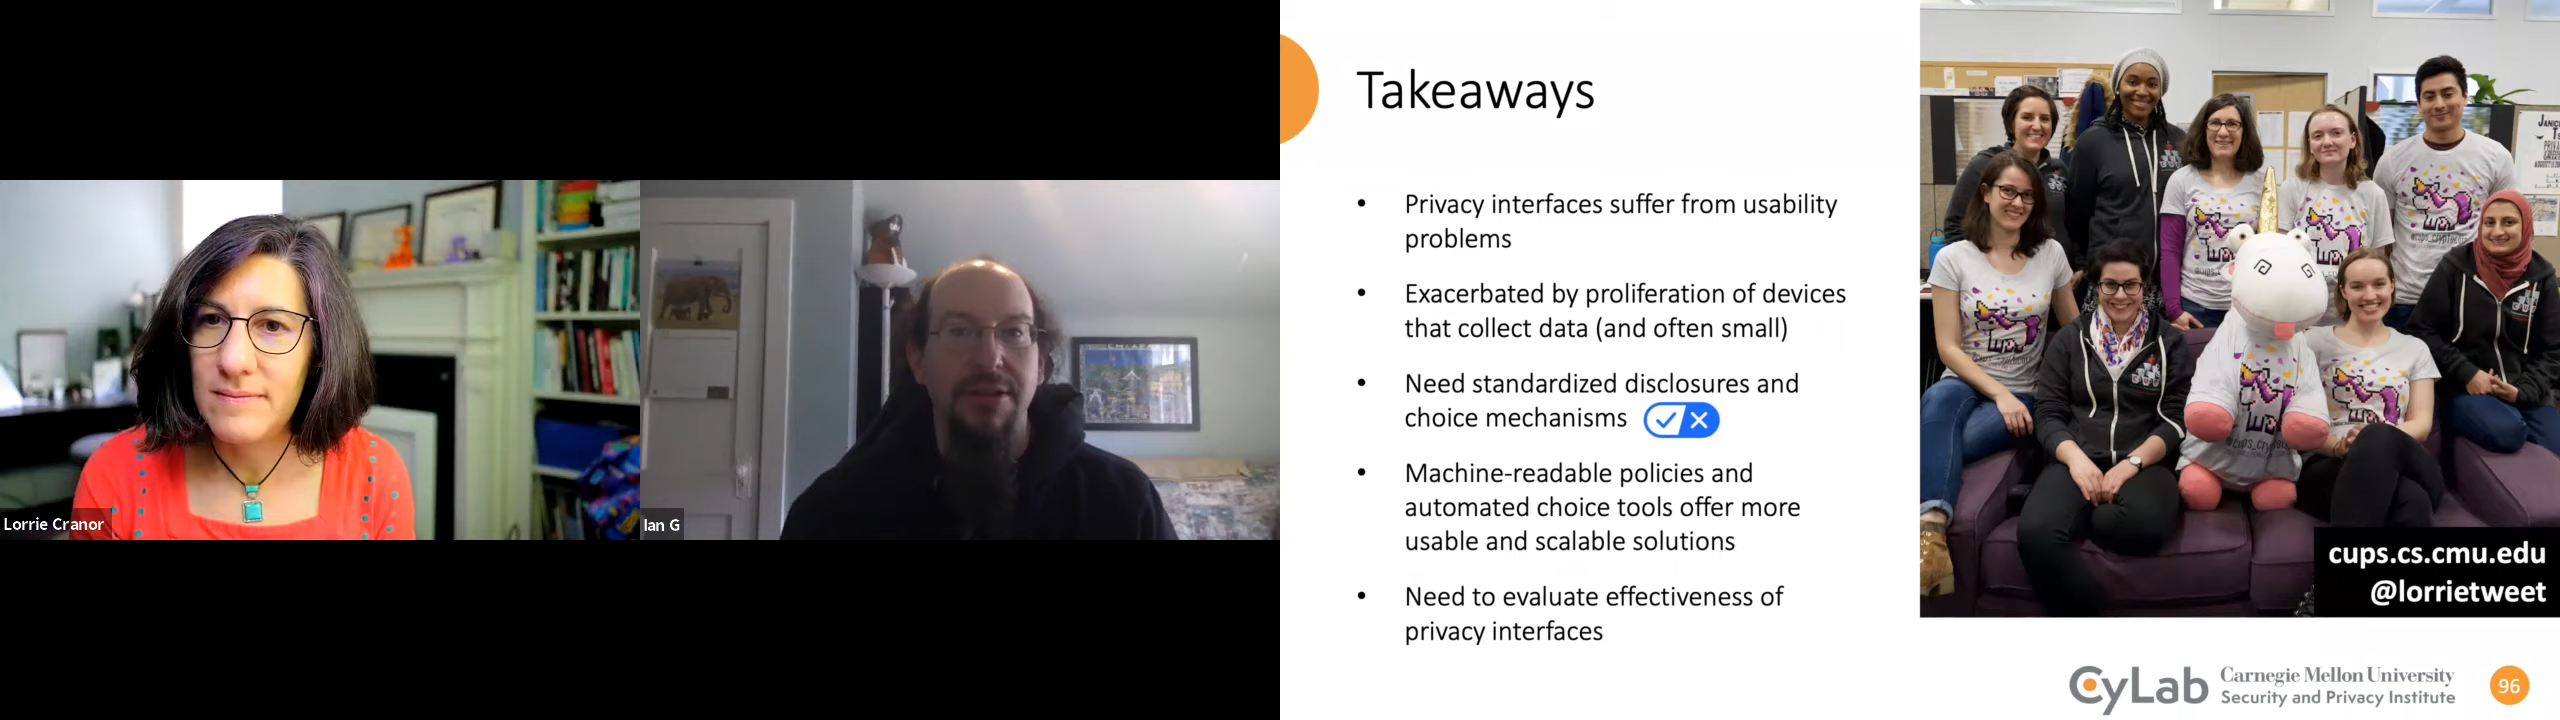 Lorrie Cranor
Ian G
Takeaways
• Privacy interfaces suffer from usability
problems
• Exacerbated by proliferation of devices
that collect data (and often small)
• Need standardized disclosures and
choice mechanisms
• Machine-readable policies and
automated choice tools offer more
usable and scalable solutions
• Need to evaluate effectiveness of
privacy interfaces
cups.cs.cmu.edu
@lorrietweet
CyLab
Carnegie Mellon University
Security and Privacy Institute
96